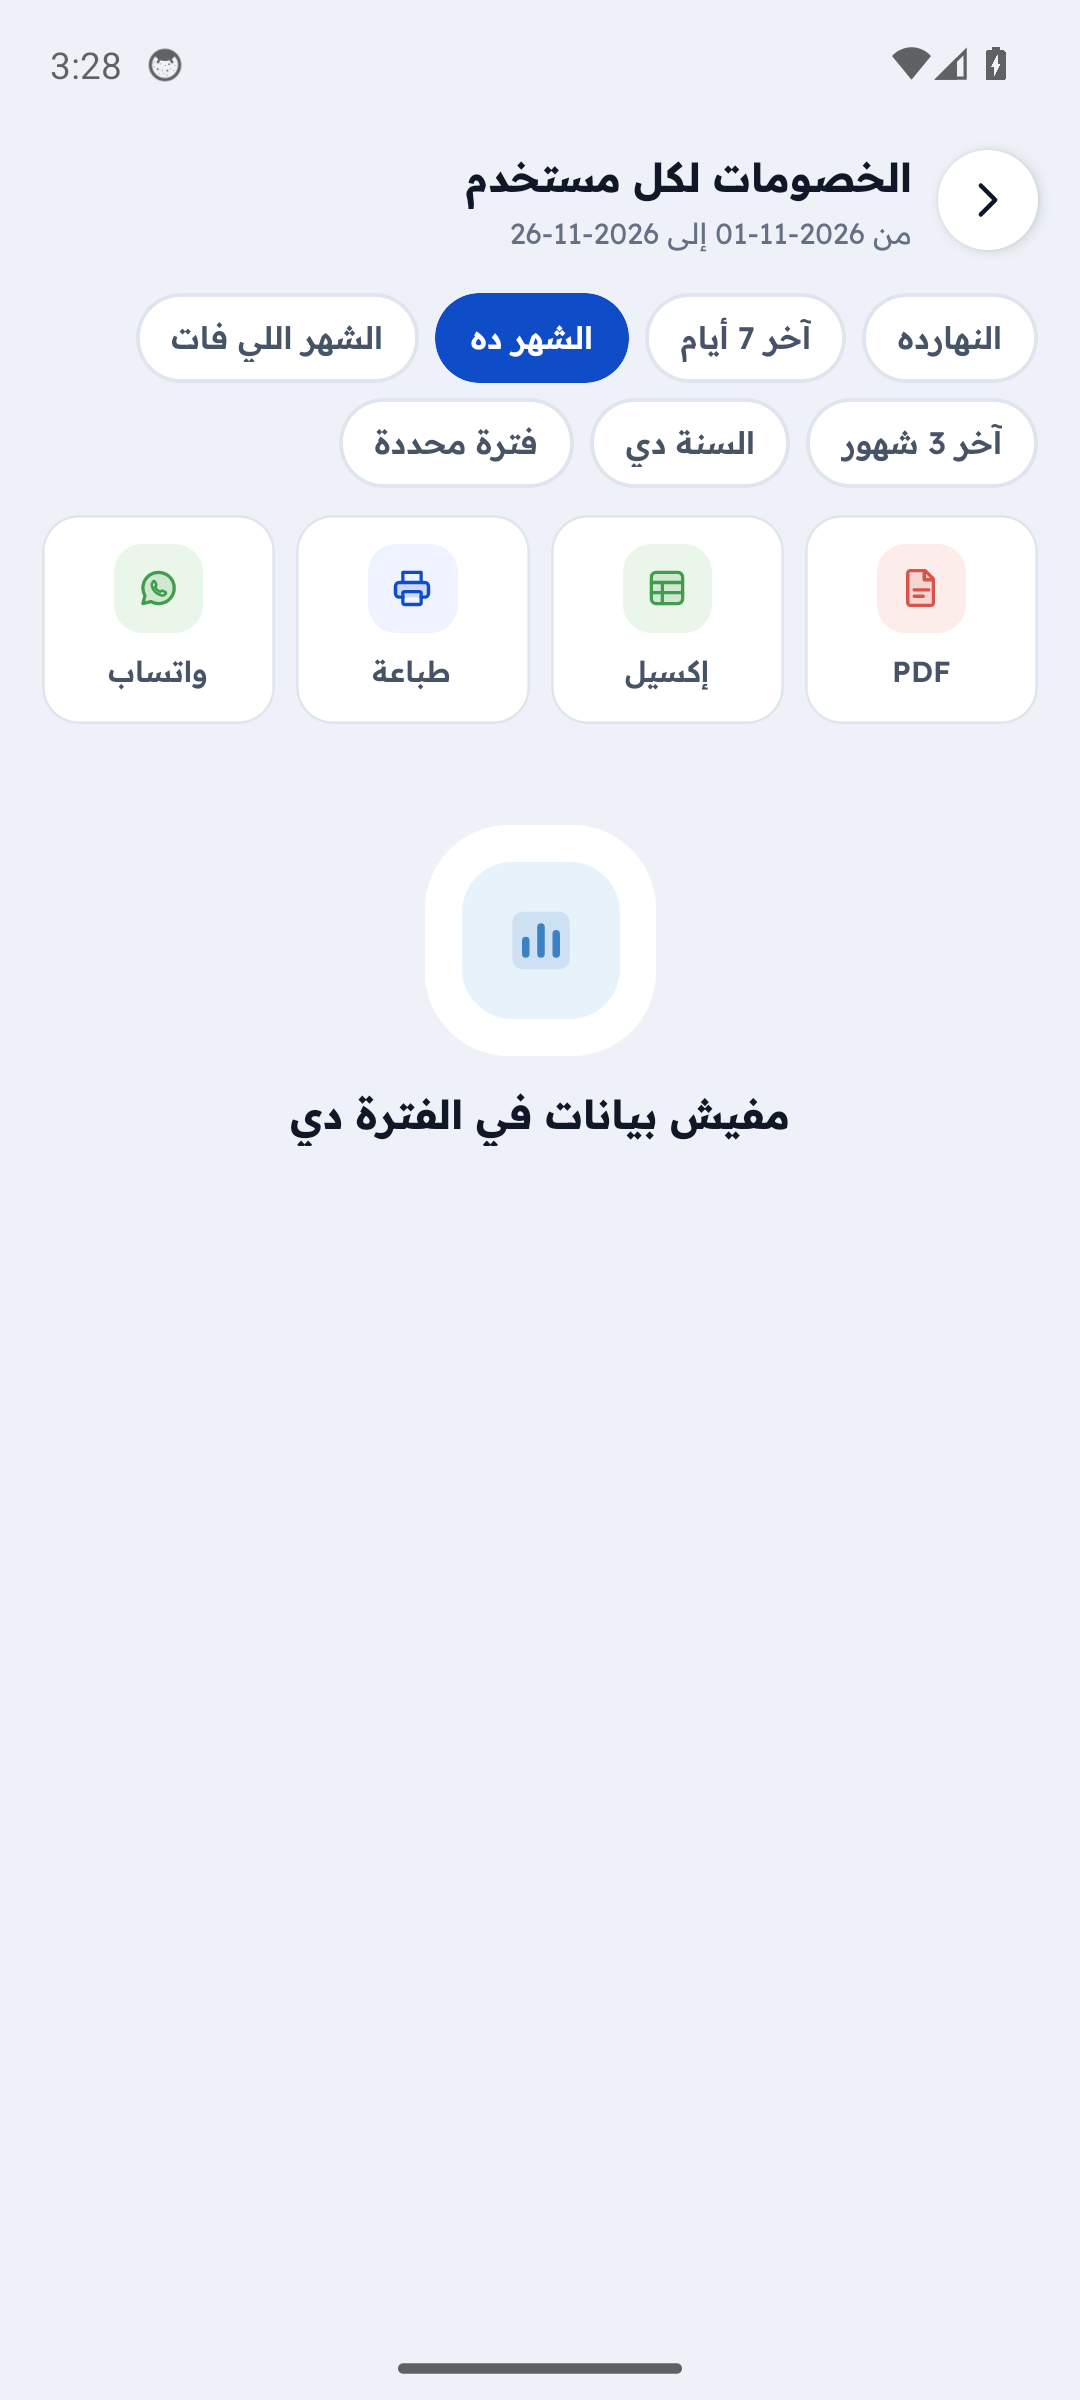 3:28
الخصومات لكل مستخدم
من 2026-11-01 إلى 2026-11-26
النهارده
آخر 7 أيام
الشهر ده
الشهر اللي فات
آخر 3 شهور
السنة دي
فترة محددة
PDF
إكسيل
طباعة
واتساب
مفيش بيانات في الفترة دي